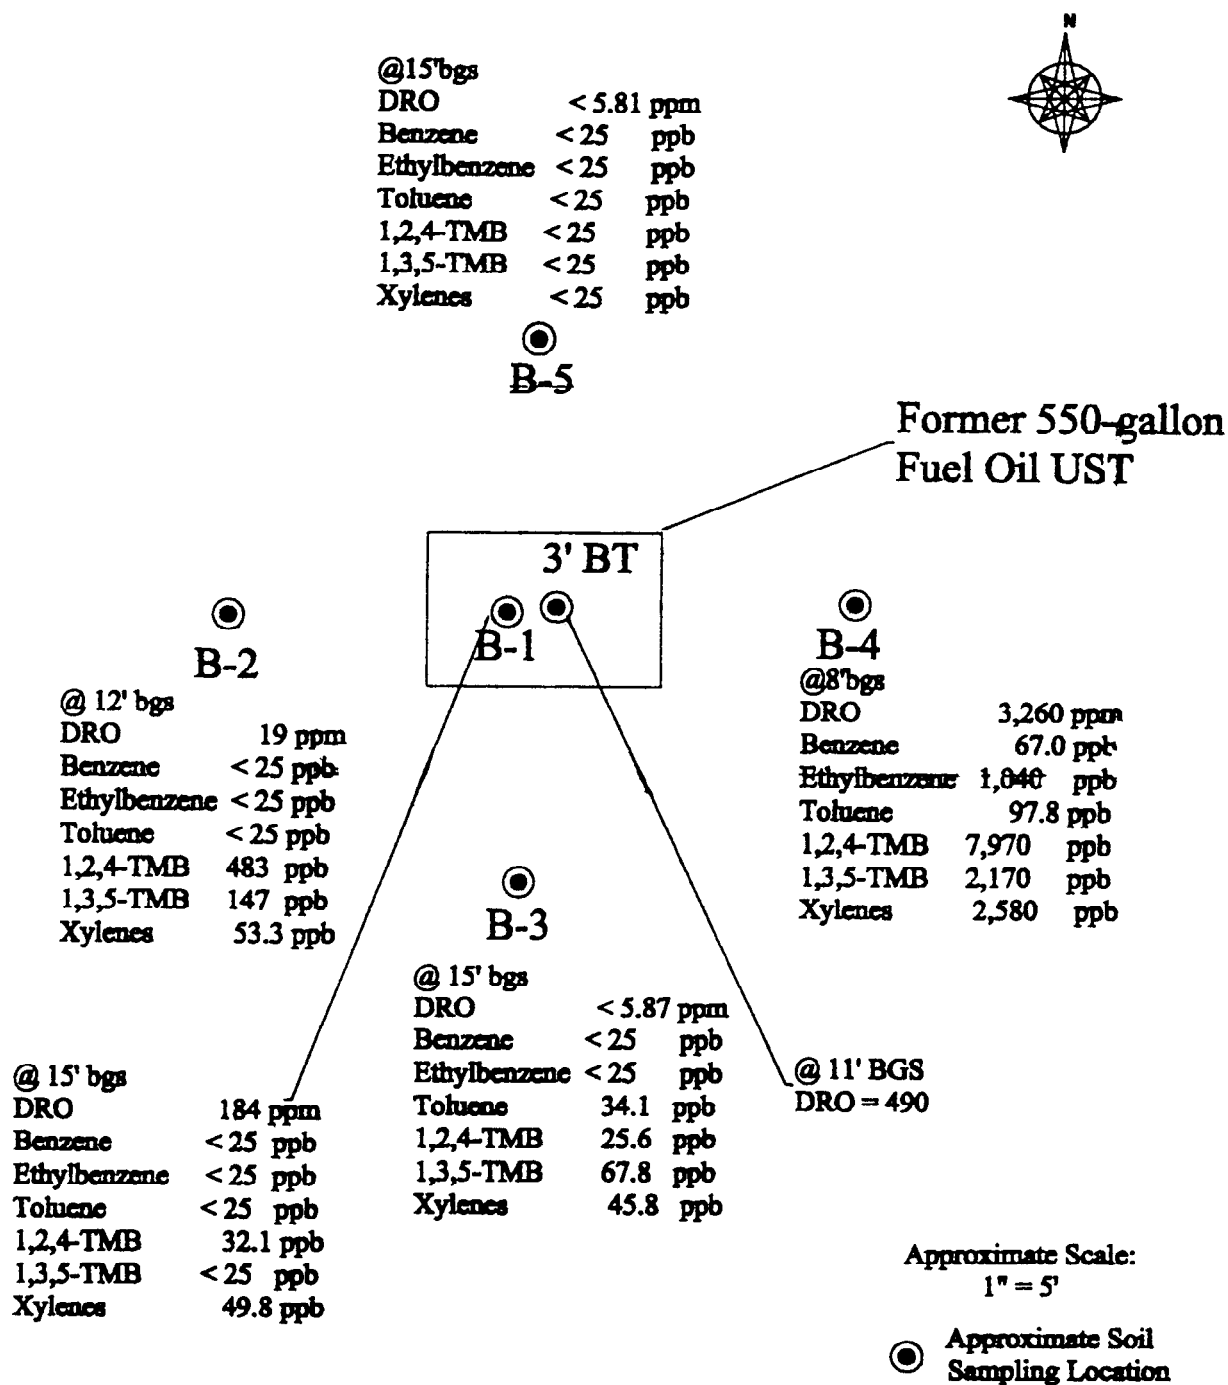 N
@15'bgs
DRO < 5.81 ppm
Benzene < 25 ppb
Ethylbenzene < 25 ppb
Toluene < 25 ppb
1,2,4-TMB < 25 ppb
1,3,5-TMB < 25 ppb
Xylenes < 25 ppb
B-5
Former 550-gallon
Fuel Oil UST
3' BT
B-1
B-2
@ 12' bgs
DRO 19 ppm
Benzene < 25 ppb
Ethylbenzene < 25 ppb
Toluene < 25 ppb
1,2,4-TMB 483 ppb
1,3,5-TMB 147 ppb
Xylenes 53.3 ppb
B-4
@8'bgs
DRO 3,260 ppm
Benzene 67.0 ppb
Ethylbenzene 1,040 ppb
Toluene 97.8 ppb
1,2,4-TMB 7,970 ppb
1,3,5-TMB 2,170 ppb
Xylenes 2,580 ppb
B-3
@ 15' bgs
DRO < 5.87 ppm
Benzene < 25 ppb
Ethylbenzene < 25 ppb
Toluene 34.1 ppb
1,2,4-TMB 25.6 ppb
1,3,5-TMB 67.8 ppb
Xylenes 45.8 ppb
@ 15' bgs
DRO 184 ppm
Benzene < 25 ppb
Ethylbenzene < 25 ppb
Toluene < 25 ppb
1,2,4-TMB 32.1 ppb
1,3,5-TMB < 25 ppb
Xylenes 49.8 ppb
@ 11' BGS
DRO = 490
Approximate Scale:
1" = 5'
Approximate Soil
Sampling Location